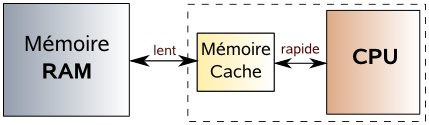 Mémoire
RAM
lent
Mémoire
Cache
rapide
CPU